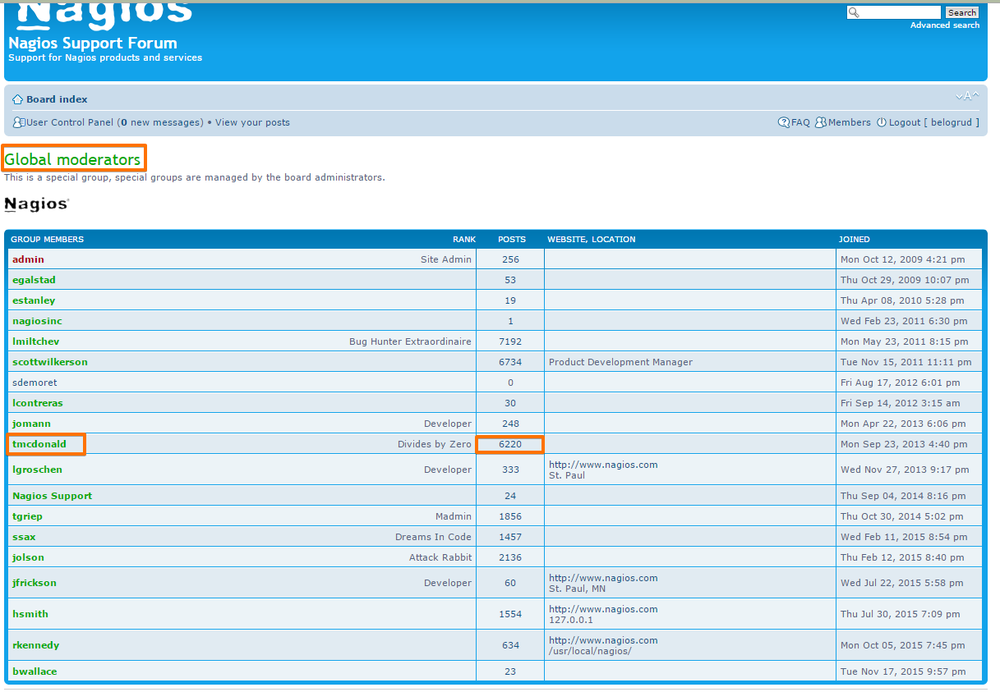 Nagios
Search
Advanced search
Nagios Support Forum
Support for Nagios products and services
Board index
A
User Control Panel (0 new messages) • View your posts FAQ Members Logout [ belogrud ]
Global moderators
This is a special group, special groups are managed by the board administrators.
Nagios®
GROUP MEMBERS RANK POSTS WEBSITE, LOCATION JOINED
admin Site Admin 256 Mon Oct 12, 2009 4:21 pm
egalstad 53 Thu Oct 29, 2009 10:07 pm
estanley 19 Thu Apr 08, 2010 5:28 pm
nagiosinc 1 Wed Feb 23, 2011 6:30 pm
lmiltchev Bug Hunter Extraordinaire 7192 Mon May 23, 2011 8:15 pm
scottwilkerson 6734 Product Development Manager Tue Nov 15, 2011 11:11 pm
sdemoret 0 Fri Aug 17, 2012 6:01 pm
lcontreras 30 Fri Sep 14, 2012 3:15 am
jomann Developer 248 Mon Apr 22, 2013 6:06 pm
tmcdonald Divides by Zero 6220 Mon Sep 23, 2013 4:40 pm
lgroschen Developer 333 http://www.nagios.com Wed Nov 27, 2013 9:17 pm
St. Paul
Nagios Support 24 Thu Sep 04, 2014 8:16 pm
tgriep Madmin 1856 Thu Oct 30, 2014 5:02 pm
ssax Dreams In Code 1457 Wed Feb 11, 2015 8:54 pm
jolson Attack Rabbit 2136 Thu Feb 12, 2015 8:40 pm
jfrickson Developer 60 http://www.nagios.com Wed Jul 22, 2015 5:58 pm
St. Paul, MN
hsmith 1554 http://www.nagios.com Thu Jul 30, 2015 7:09 pm
127.0.0.1
rkennedy 634 http://www.nagios.com Mon Oct 05, 2015 7:45 pm
/usr/local/nagios/
bwallace 23 Tue Nov 17, 2015 9:57 pm